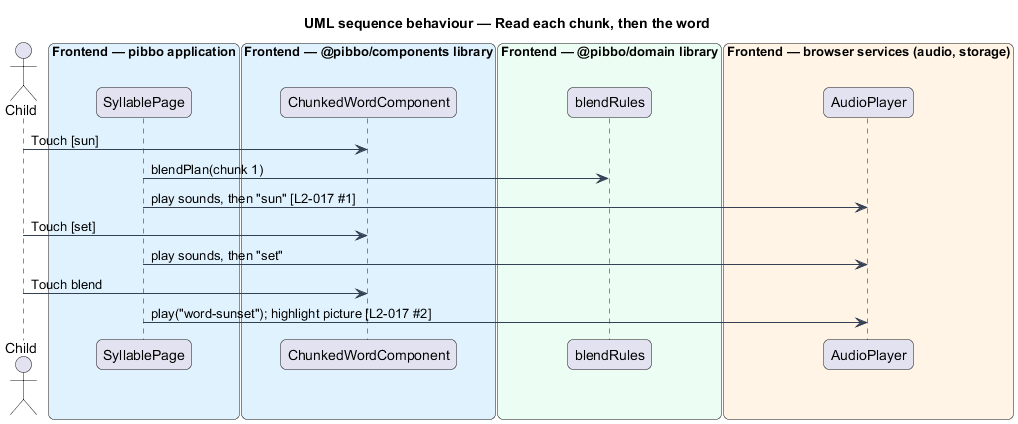 UML sequence behaviour — Read each chunk, then the word
Frontend — pibbo application
Frontend — @pibbo/components library
Frontend — @pibbo/domain library
Frontend — browser services (audio, storage)
Child
SyllablePage
ChunkedWordComponent
blendRules
AudioPlayer
Touch [sun]
blendPlan(chunk 1)
play sounds, then "sun" [L2-017 #1]
Touch [set]
play sounds, then "set"
Touch blend
play("word-sunset"); highlight picture [L2-017 #2]
Child
SyllablePage
ChunkedWordComponent
blendRules
AudioPlayer